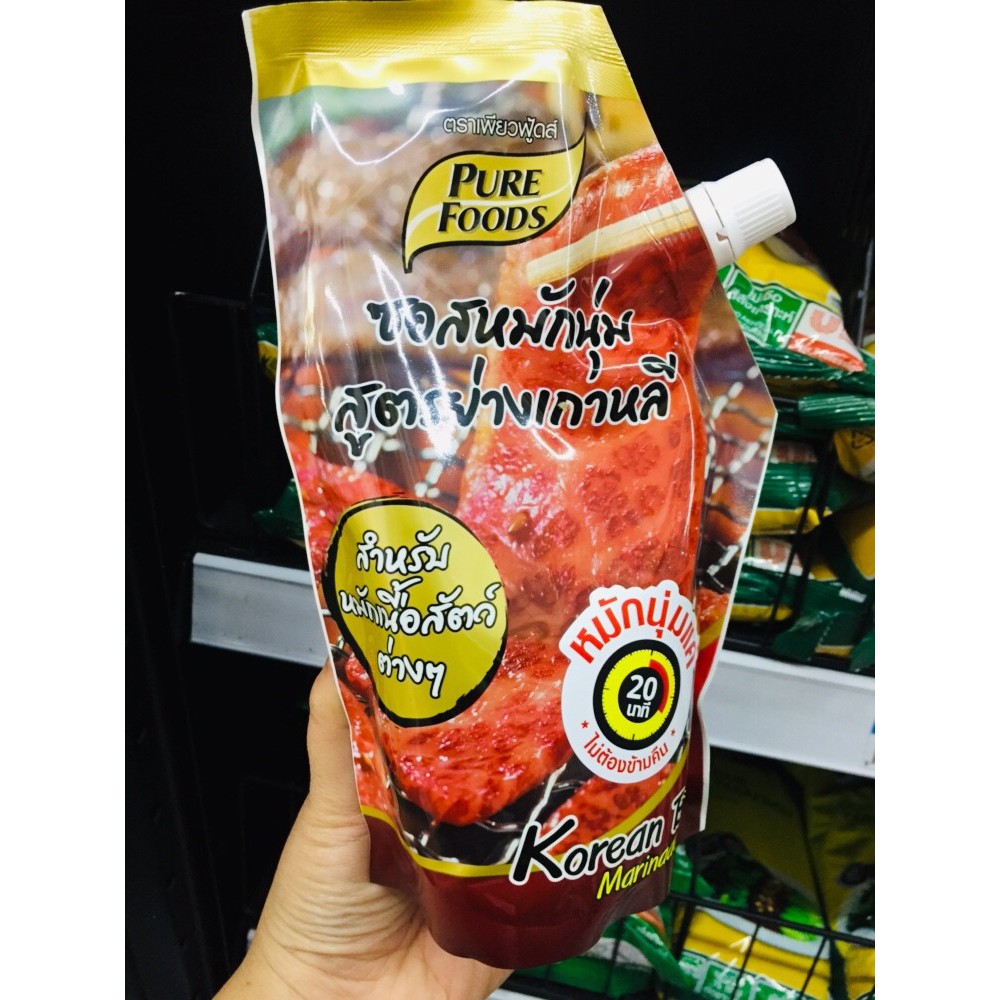 ตราเพียวฟู้ดส์
PURE
FOODS
ซอสหมักนุ่ม
สูตรย่างเกาหลี
สำหรับ
หมักเนื้อสัตว์
ต่างๆ
หมักนุ่มแค่
20
นาที
ไม่ต้องข้ามคืน
Korean